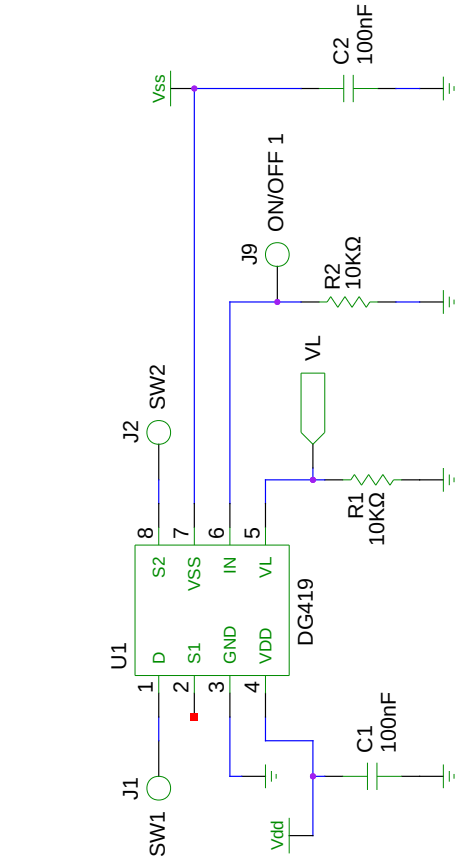 U1
J1
J2
SW1
1
D
S2
8
SW2
Vss
2
S1
VSS
7
3
GND
IN
6
J9
ON/OFF 1
4
VDD
VL
5
Vdd
DG419
VL
R2
10KΩ
C2
100nF
R1
10KΩ
C1
100nF